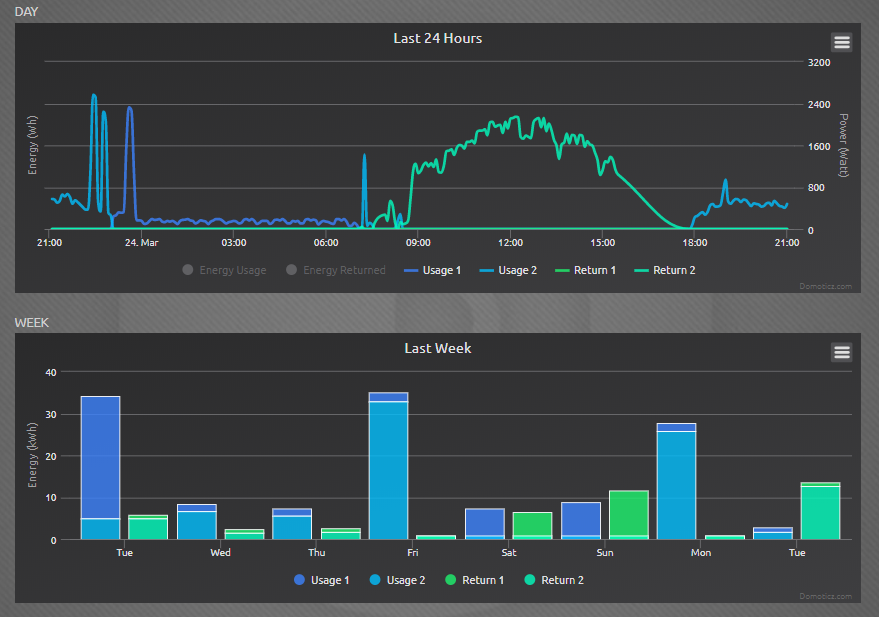 DAY
Last 24 Hours
Energy (Wh)
Power (Watt)
3200
2400
1600
800
0
21:00 24. Mar 03:00 06:00 09:00 12:00 15:00 18:00 21:00
Energy Usage Energy Returned Usage 1 Usage 2 Return 1 Return 2
Domoticz.com
WEEK
Last Week
Energy (kWh)
40
30
20
10
0
Tue Wed Thu Fri Sat Sun Mon Tue
Usage 1 Usage 2 Return 1 Return 2
Domoticz.com